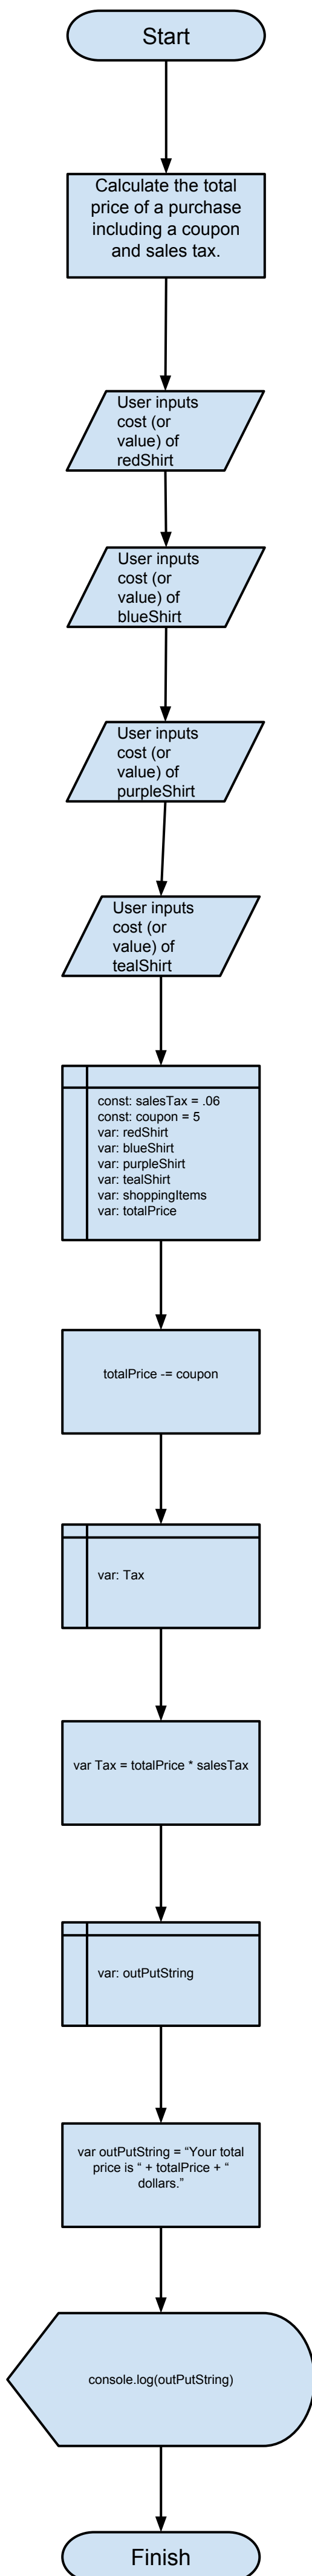 Start
Calculate the total
price of a purchase
including a coupon
and sales tax.
User inputs
cost (or
value) of
redShirt
User inputs
cost (or
value) of
blueShirt
User inputs
cost (or
value) of
purpleShirt
User inputs
cost (or
value) of
tealShirt
const: salesTax = .06
const: coupon = 5
var: redShirt
var: blueShirt
var: purpleShirt
var: tealShirt
var: shoppingItems
var: totalPrice
totalPrice -= coupon
var: Tax
var Tax = totalPrice * salesTax
var: outPutString
var outPutString = “Your total
price is “ + totalPrice + “
dollars.”
console.log(outPutString)
Finish